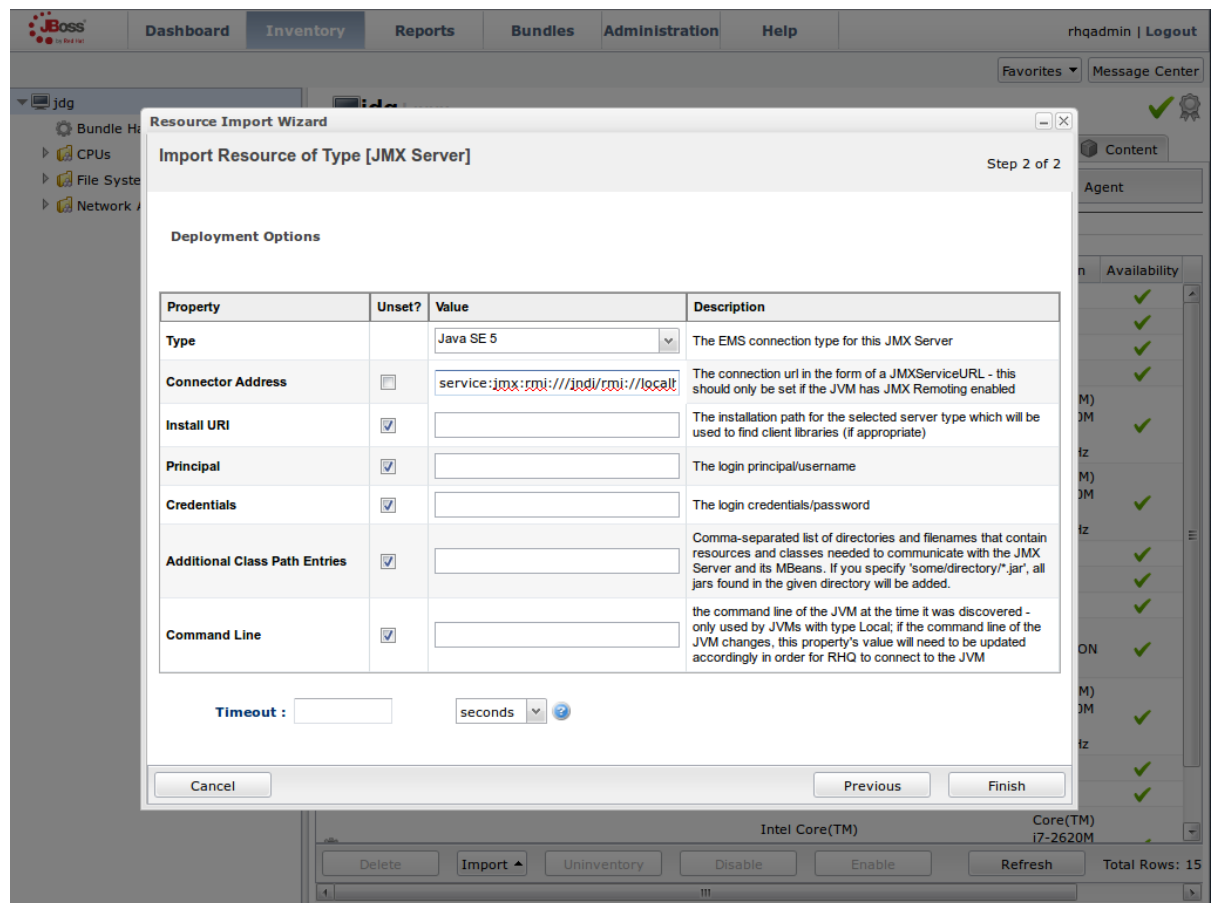 JBoss
by Red Hat
Dashboard Inventory Reports Bundles Administration Help rhqadmin | Logout
Favorites Message Center
jdg
Bundle Ha
CPUs
File Syste
Network A
Content
Agent
n Availability
Resource Import Wizard
Import Resource of Type [JMX Server]
Step 2 of 2
Deployment Options
Property Unset? Value Description
Type Java SE 5 The EMS connection type for this JMX Server
Connector Address service:jmx:rmi:///jndi/rmi://localh The connection url in the form of a JMXServiceURL - this
should only be set if the JVM has JMX Remoting enabled
Install URI The installation path for the selected server type which will be
used to find client libraries (if appropriate)
Principal The login principal/username
Credentials The login credentials/password
Additional Class Path Entries Comma-separated list of directories and filenames that contain
resources and classes needed to communicate with the JMX
Server and its MBeans. If you specify 'some/directory/*.jar', all
jars found in the given directory will be added.
Command Line the command line of the JVM at the time it was discovered -
only used by JVMs with type Local; if the command line of the
JVM changes, this property's value will need to be updated
accordingly in order for RHQ to connect to the JVM
Timeout : seconds ?
Cancel Previous Finish
M)
0M
Hz
M)
0M
Hz
ON
M)
0M
Hz
Intel Core(TM) Core(TM)
i7-2620M
Delete Import Uninventory Disable Enable Refresh Total Rows: 15